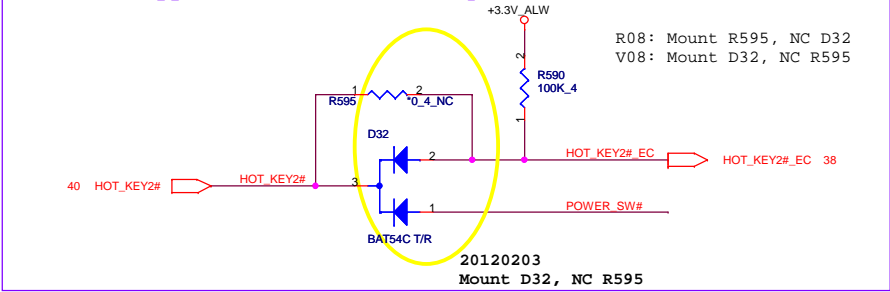 +3.3V_ALW
R08: Mount R595, NC D32
V08: Mount D32, NC R595
2
R590
100K_4
1
1
2
R595
*0_4_NC
D32
2
HOT_KEY2#_EC
HOT_KEY2#_EC 38
40 HOT_KEY2#
HOT_KEY2#
3
1
POWER_SW#
BAT54C T/R
20120203
Mount D32, NC R595